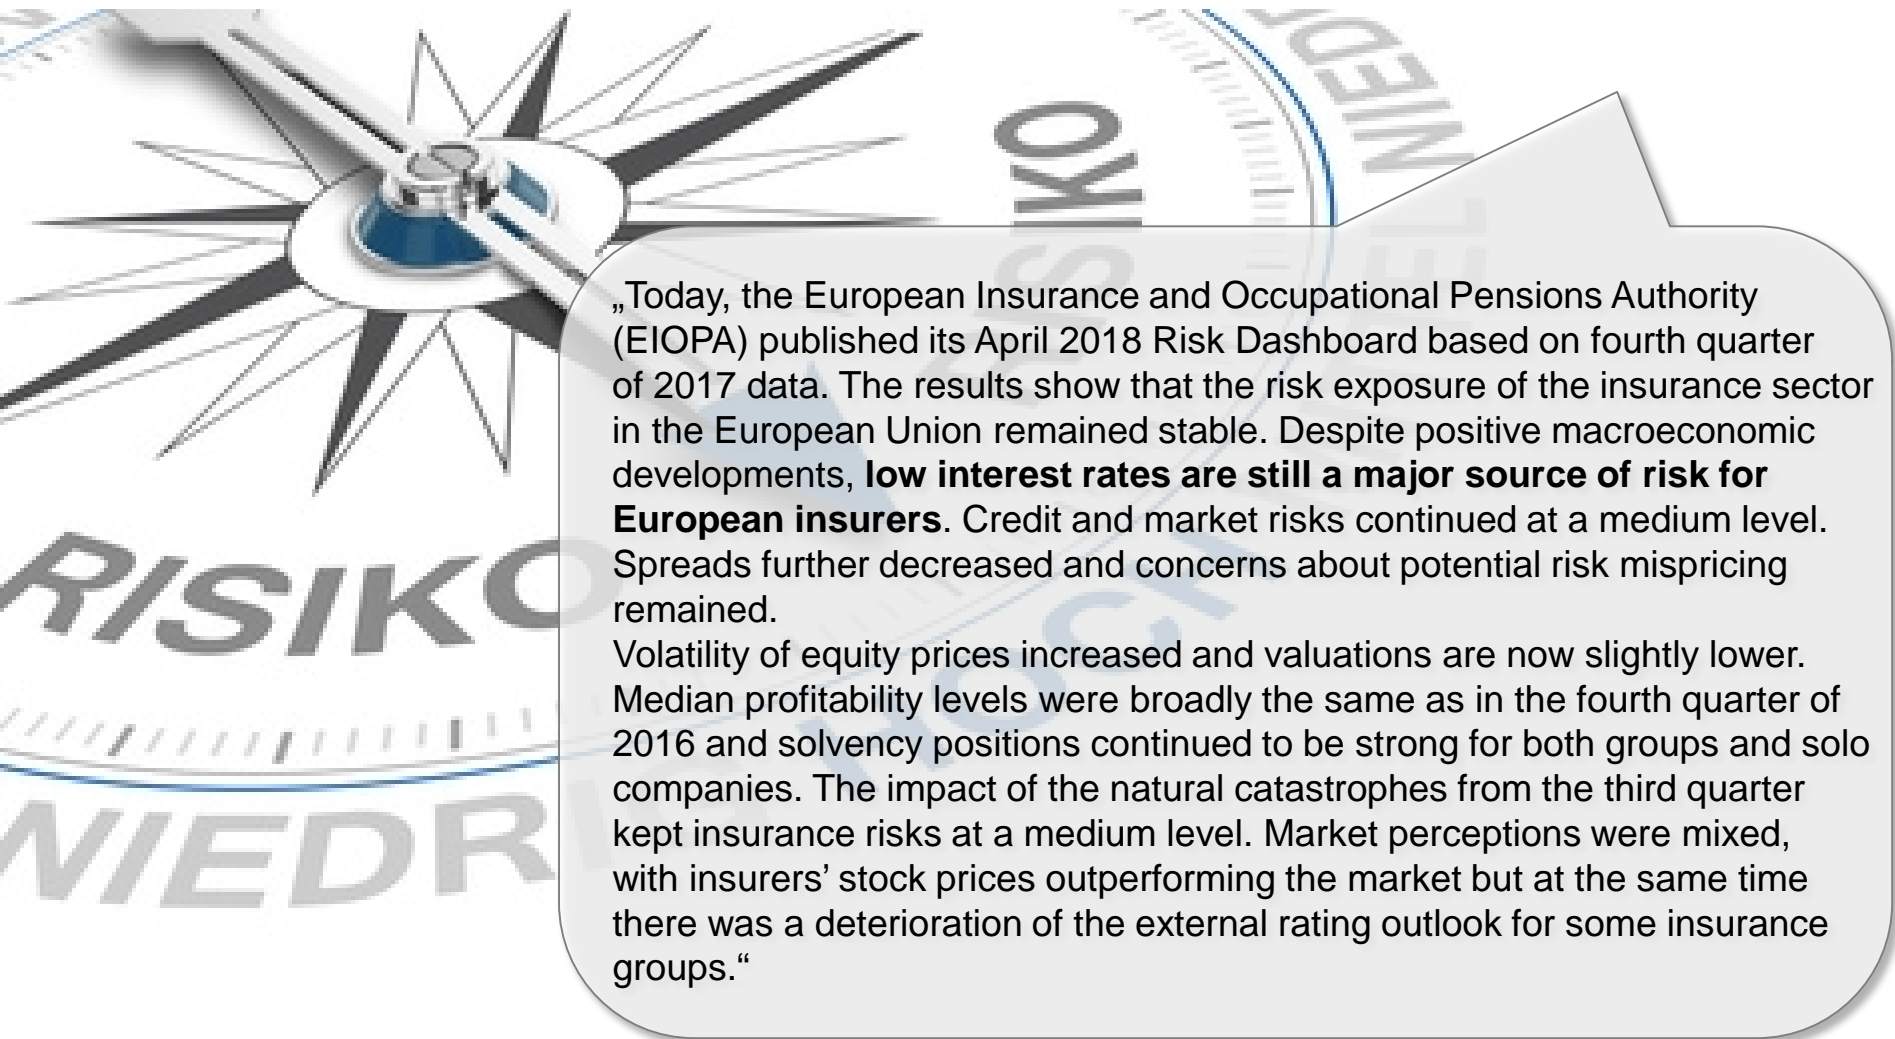 NIEDRIG
RISIKO
MITTEL
„Today, the European Insurance and Occupational Pensions Authority
(EIOPA) published its April 2018 Risk Dashboard based on fourth quarter
of 2017 data. The results show that the risk exposure of the insurance sector
in the European Union remained stable. Despite positive macroeconomic
developments, low interest rates are still a major source of risk for
European insurers. Credit and market risks continued at a medium level.
Spreads further decreased and concerns about potential risk mispricing
remained.
Volatility of equity prices increased and valuations are now slightly lower.
Median profitability levels were broadly the same as in the fourth quarter of
2016 and solvency positions continued to be strong for both groups and solo
companies. The impact of the natural catastrophes from the third quarter
kept insurance risks at a medium level. Market perceptions were mixed,
with insurers’ stock prices outperforming the market but at the same time
there was a deterioration of the external rating outlook for some insurance
groups.“
RISIKO
HOCH
NIEDRIG